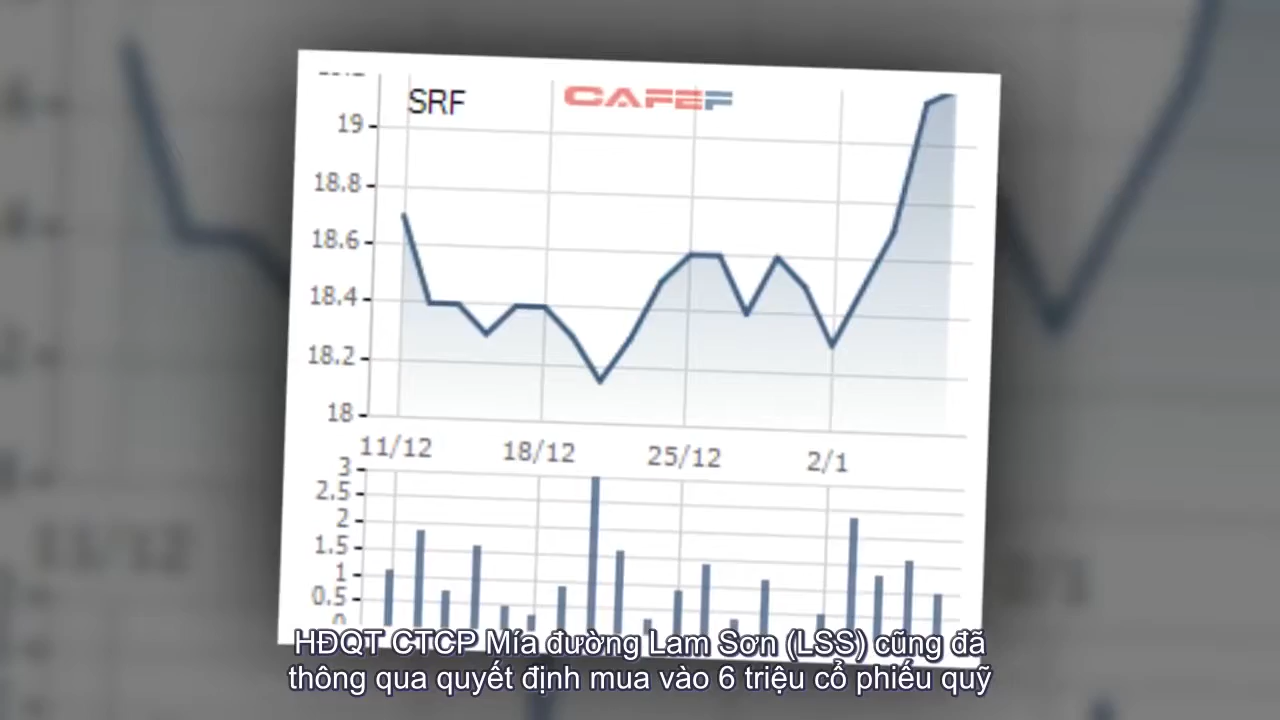 SRF
CAFEF
19
18.8
18.6
18.4
18.2
18
11/12 18/12 25/12 2/1
3
2.5
2
1.5
1
0.5
0
HĐQT CTCP Mía đường Lam Sơn (LSS) cũng đã
thông qua quyết định mua vào 6 triệu cổ phiếu quỹ